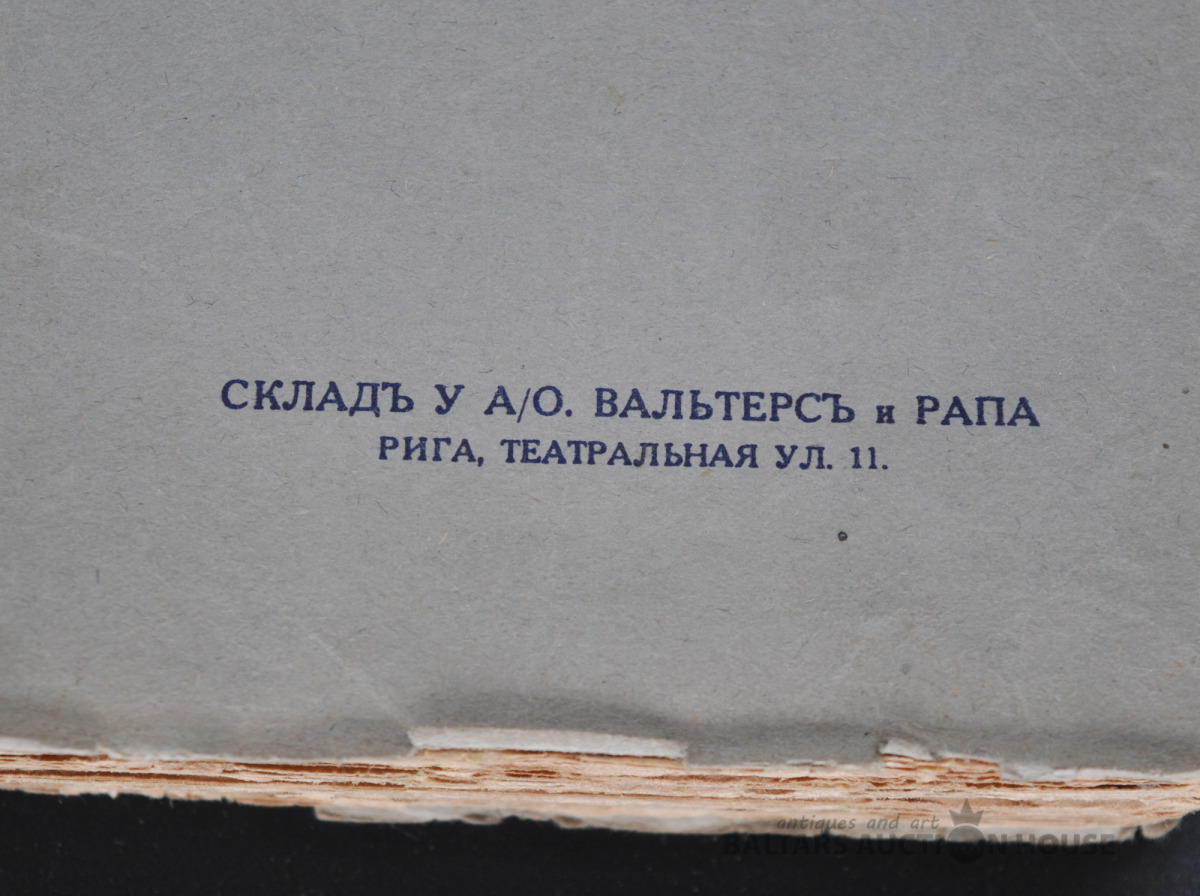 СКЛАДЪ У А/О. ВАЛЬТЕРСЪ и РАПА
РИГА, ТЕАТРАЛЬНАЯ УЛ. 11.
antiques and art
BALTARS AUCTION HOUSE